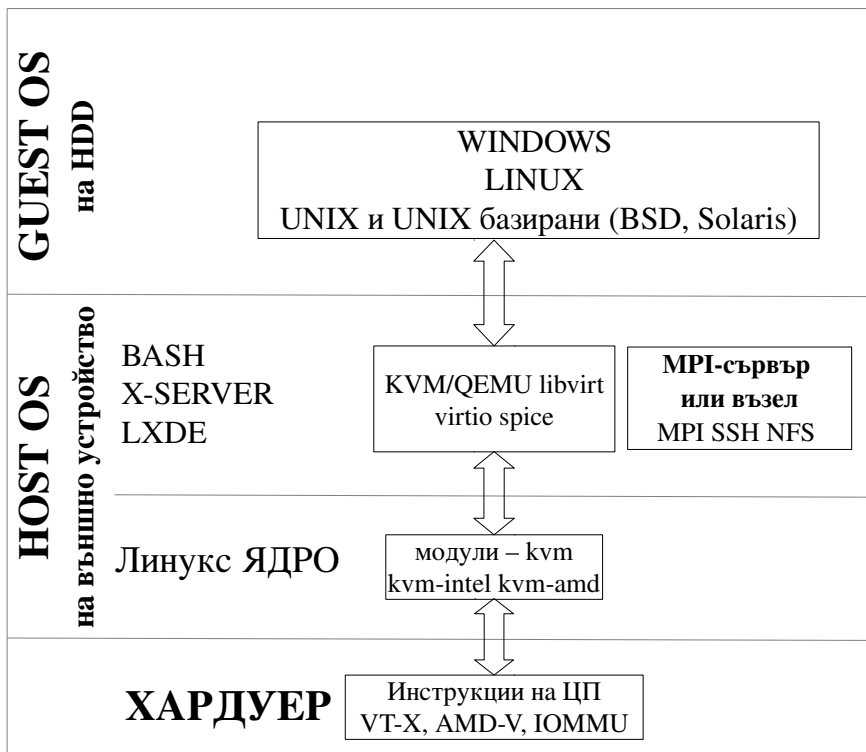 GUEST OS
на HDD
WINDOWS
LINUX
UNIX и UNIX базирани (BSD, Solaris)
HOST OS
на външно устройство
BASH
X-SERVER
LXDE
KVM/QEMU libvirt
virtio spice
MPI-сървър
или възел
MPI SSH NFS
Линукс ЯДРО
модули – kvm
kvm-intel kvm-amd
ХАРДУЕР
Инструкции на ЦП
VT-X, AMD-V, IOMMU